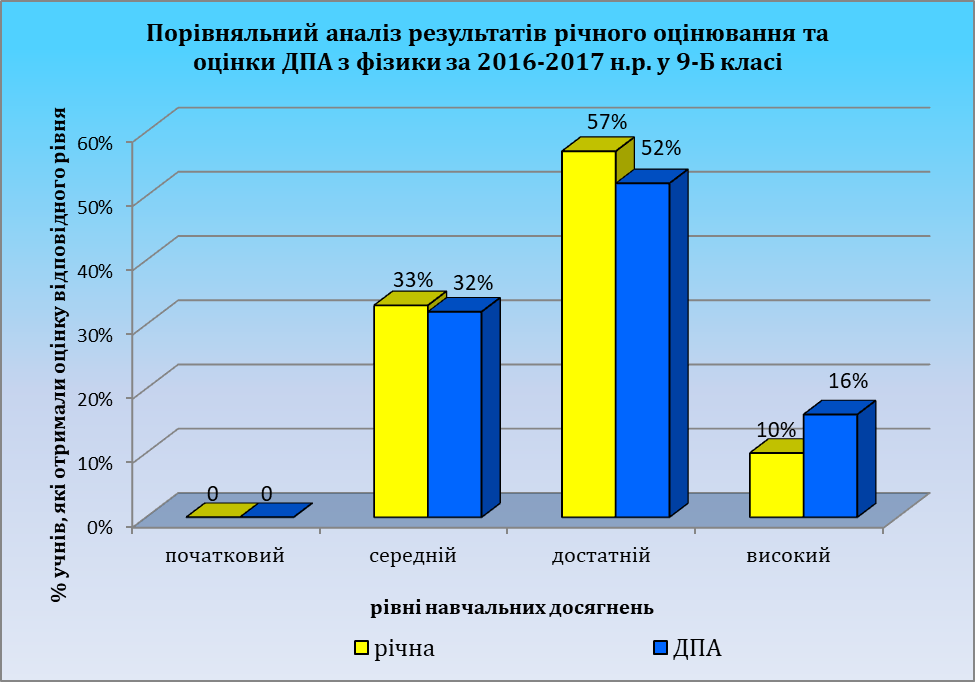 Порівняльний аналіз результатів річного оцінювання та
оцінки ДПА з фізики за 2016-2017 н.р. у 9-Б класі
% учнів, які отримали оцінку відповідного рівня
60%
50%
40%
30%
20%
10%
0%
0
0
33%
32%
57%
52%
10%
16%
початковий
середній
достатній
високий
рівні навчальних досягнень
річна
ДПА